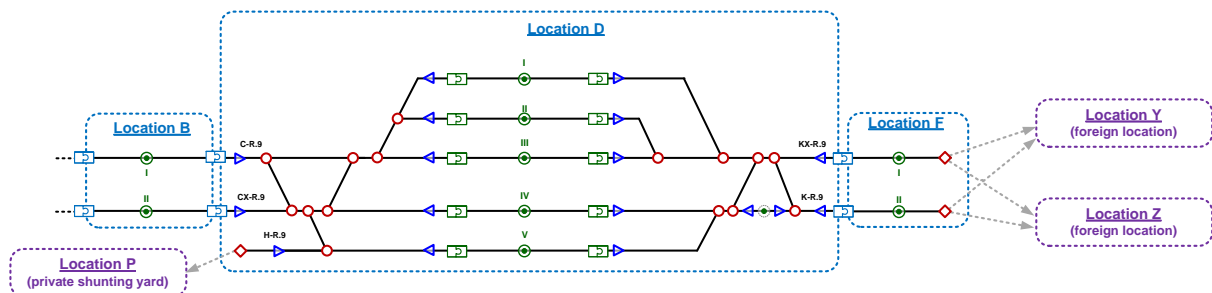 Location D
I
II
III
IV
V
Location B
I
II
C-R.9
CX-R.9
H-R.9
KX-R.9
K-R.9
Location F
I
II
Location Y
(foreign location)
Location Z
(foreign location)
Location P
(private shunting yard)